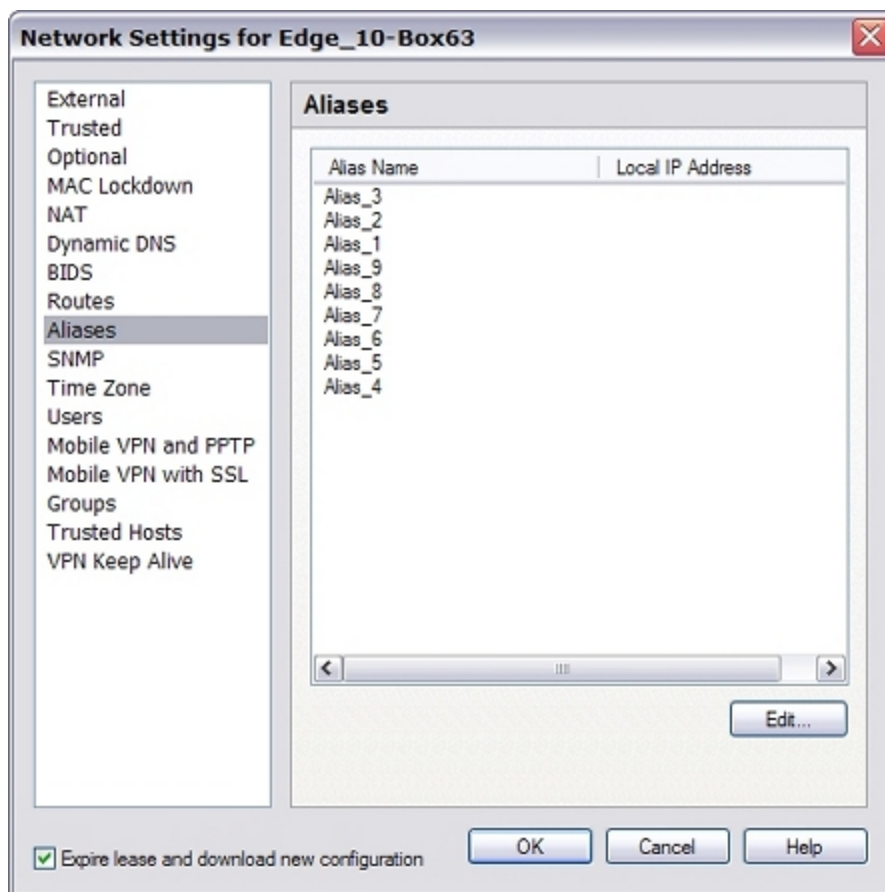 Network Settings for Edge_10-Box63
External
Trusted
Optional
MAC Lockdown
NAT
Dynamic DNS
BIDS
Routes
Aliases
SNMP
Time Zone
Users
Mobile VPN and PPTP
Mobile VPN with SSL
Groups
Trusted Hosts
VPN Keep Alive
Aliases
Alias Name Local IP Address
Alias_3
Alias_2
Alias_1
Alias_9
Alias_8
Alias_7
Alias_6
Alias_5
Alias_4
Edit...
Expire lease and download new configuration
OK Cancel Help